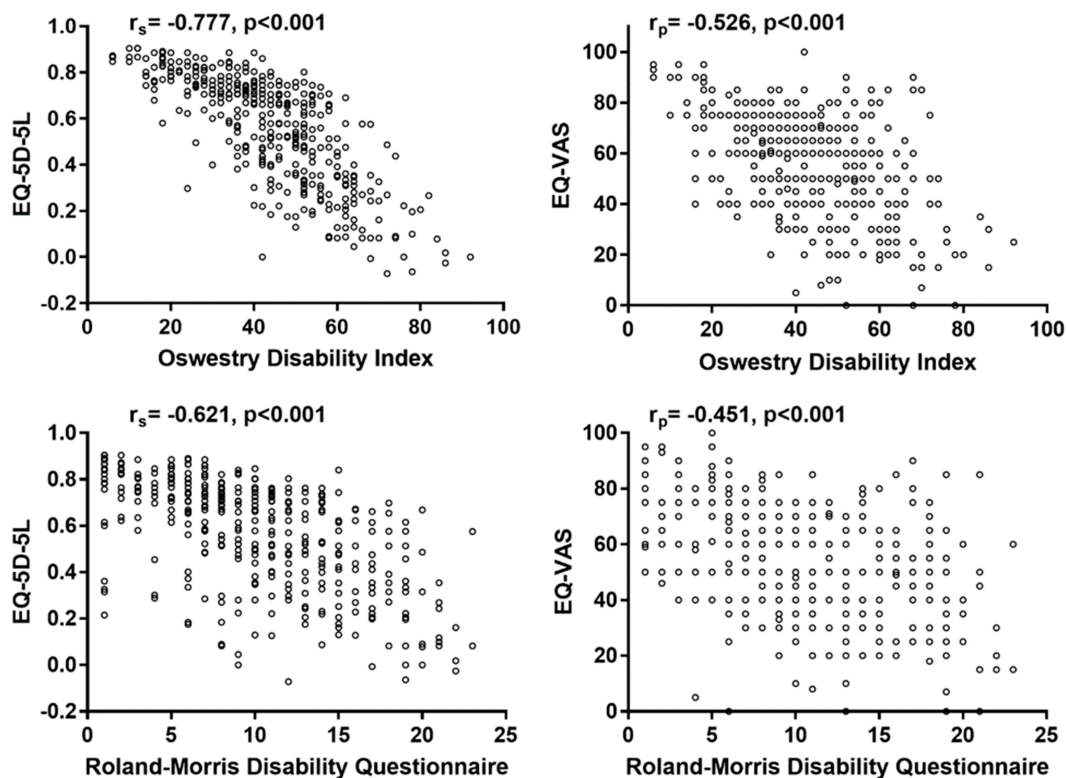 rs= -0.777, p<0.001
1.0
0.8
0.6
0.4
0.2
0.0
-0.2
EQ-5D-5L
0 20 40 60 80 100
Oswestry Disability Index
rp= -0.526, p<0.001
100
80
60
40
20
0
EQ-VAS
0 20 40 60 80 100
Oswestry Disability Index
rs= -0.621, p<0.001
1.0
0.8
0.6
0.4
0.2
0.0
-0.2
EQ-5D-5L
0 5 10 15 20 25
Roland-Morris Disability Questionnaire
rp= -0.451, p<0.001
100
80
60
40
20
0
EQ-VAS
0 5 10 15 20 25
Roland-Morris Disability Questionnaire